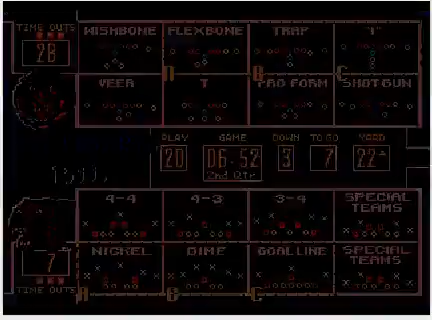 TIME OUTS
28
WISHBONE FLEXBONE TRAP "I"
VEER T PRO FORM SHOTGUN
PLAY GAME DOWN TO GO YARD
20 06:52 3 7 22
2nd Qtr
4-4 4-3 3-4 SPECIAL TEAMS
NICKEL DIME GOALLINE SPECIAL TEAMS
7
TIME OUTS